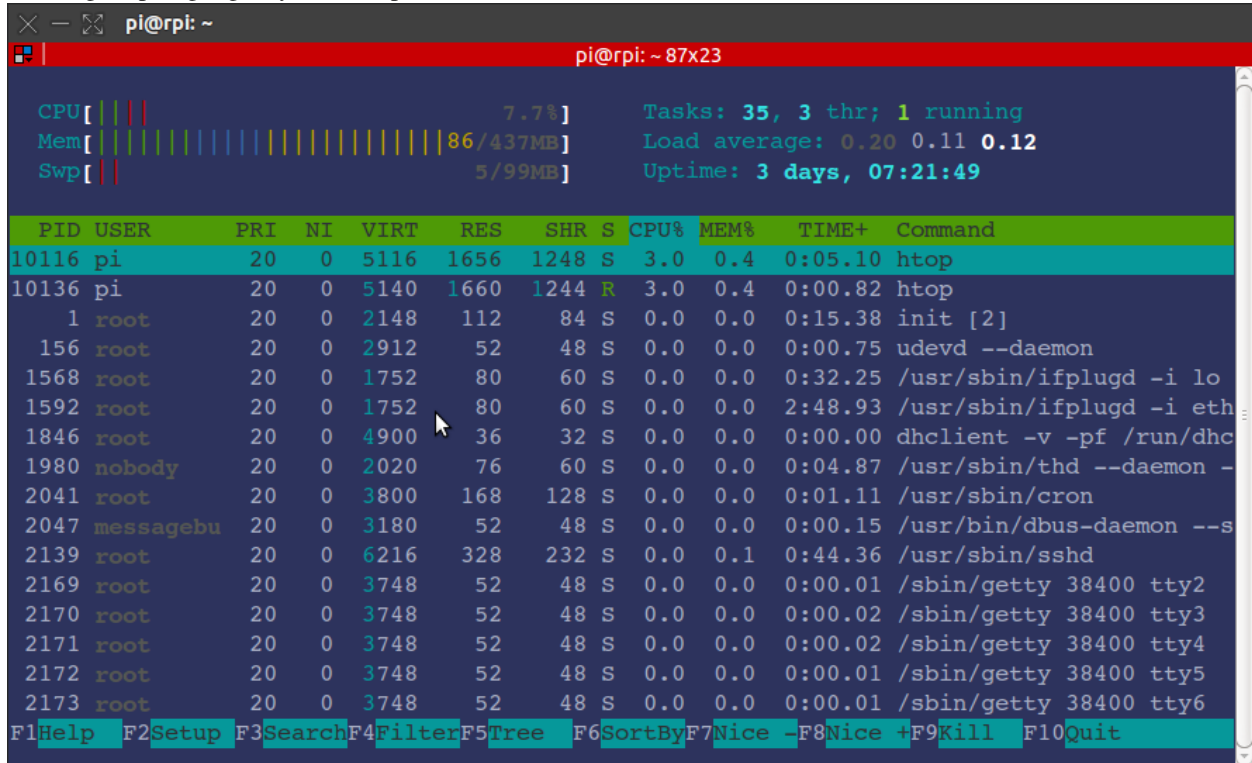 pi@rpi: ~
pi@rpi: ~ 87x23
CPU[|||| 7.7%] Tasks: 35, 3 thr; 1 running
Mem[||||||||||||||||||||||||||86/437MB] Load average: 0.20 0.11 0.12
Swp[|| 5/99MB] Uptime: 3 days, 07:21:49
PID USER PRI NI VIRT RES SHR S CPU% MEM% TIME+ Command
10116 pi 20 0 5116 1656 1248 S 3.0 0.4 0:05.10 htop
10136 pi 20 0 5140 1660 1244 R 3.0 0.4 0:00.82 htop
1 root 20 0 2148 112 84 S 0.0 0.0 0:15.38 init [2]
156 root 20 0 2912 52 48 S 0.0 0.0 0:00.75 udevd --daemon
1568 root 20 0 1752 80 60 S 0.0 0.0 0:32.25 /usr/sbin/ifplugd -i lo
1592 root 20 0 1752 80 60 S 0.0 0.0 2:48.93 /usr/sbin/ifplugd -i eth
1846 root 20 0 4900 36 32 S 0.0 0.0 0:00.00 dhclient -v -pf /run/dhc
1980 nobody 20 0 2020 76 60 S 0.0 0.0 0:04.87 /usr/sbin/thd --daemon -
2041 root 20 0 3800 168 128 S 0.0 0.0 0:01.11 /usr/sbin/cron
2047 messagebu 20 0 3180 52 48 S 0.0 0.0 0:00.15 /usr/bin/dbus-daemon --s
2139 root 20 0 6216 328 232 S 0.0 0.1 0:44.36 /usr/sbin/sshd
2169 root 20 0 3748 52 48 S 0.0 0.0 0:00.01 /sbin/getty 38400 tty2
2170 root 20 0 3748 52 48 S 0.0 0.0 0:00.02 /sbin/getty 38400 tty3
2171 root 20 0 3748 52 48 S 0.0 0.0 0:00.02 /sbin/getty 38400 tty4
2172 root 20 0 3748 52 48 S 0.0 0.0 0:00.01 /sbin/getty 38400 tty5
2173 root 20 0 3748 52 48 S 0.0 0.0 0:00.01 /sbin/getty 38400 tty6
F1Help F2Setup F3SearchF4FilterF5Tree F6SortByF7Nice -F8Nice +F9Kill F10Quit